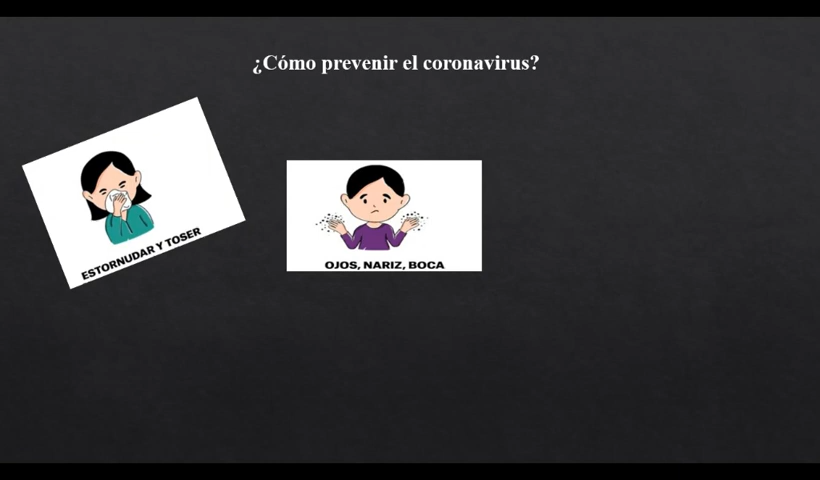 ¿Cómo prevenir el coronavirus?
ESTORNUDAR Y TOSER
OJOS, NARIZ, BOCA